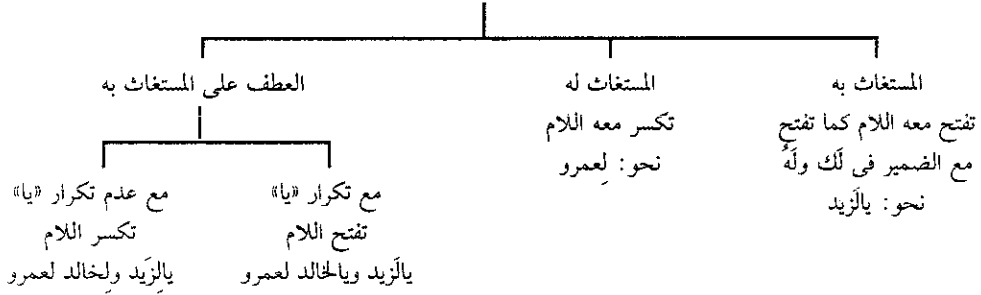 المستغاث به
تفتح معه اللام كما تفتح
مع الضمير فى لَك ولَهُ
نحو: يالَزيد
المستغاث له
تكسر معه اللام
نحو: لِعمرو
العطف على المستغاث به
مع تكرار «يا»
تفتح اللام
يالَزيد ويالَخالد لعمرو
مع عدم تكرار «يا»
تكسر اللام
يالِزَيد ولِخالد لعمرو